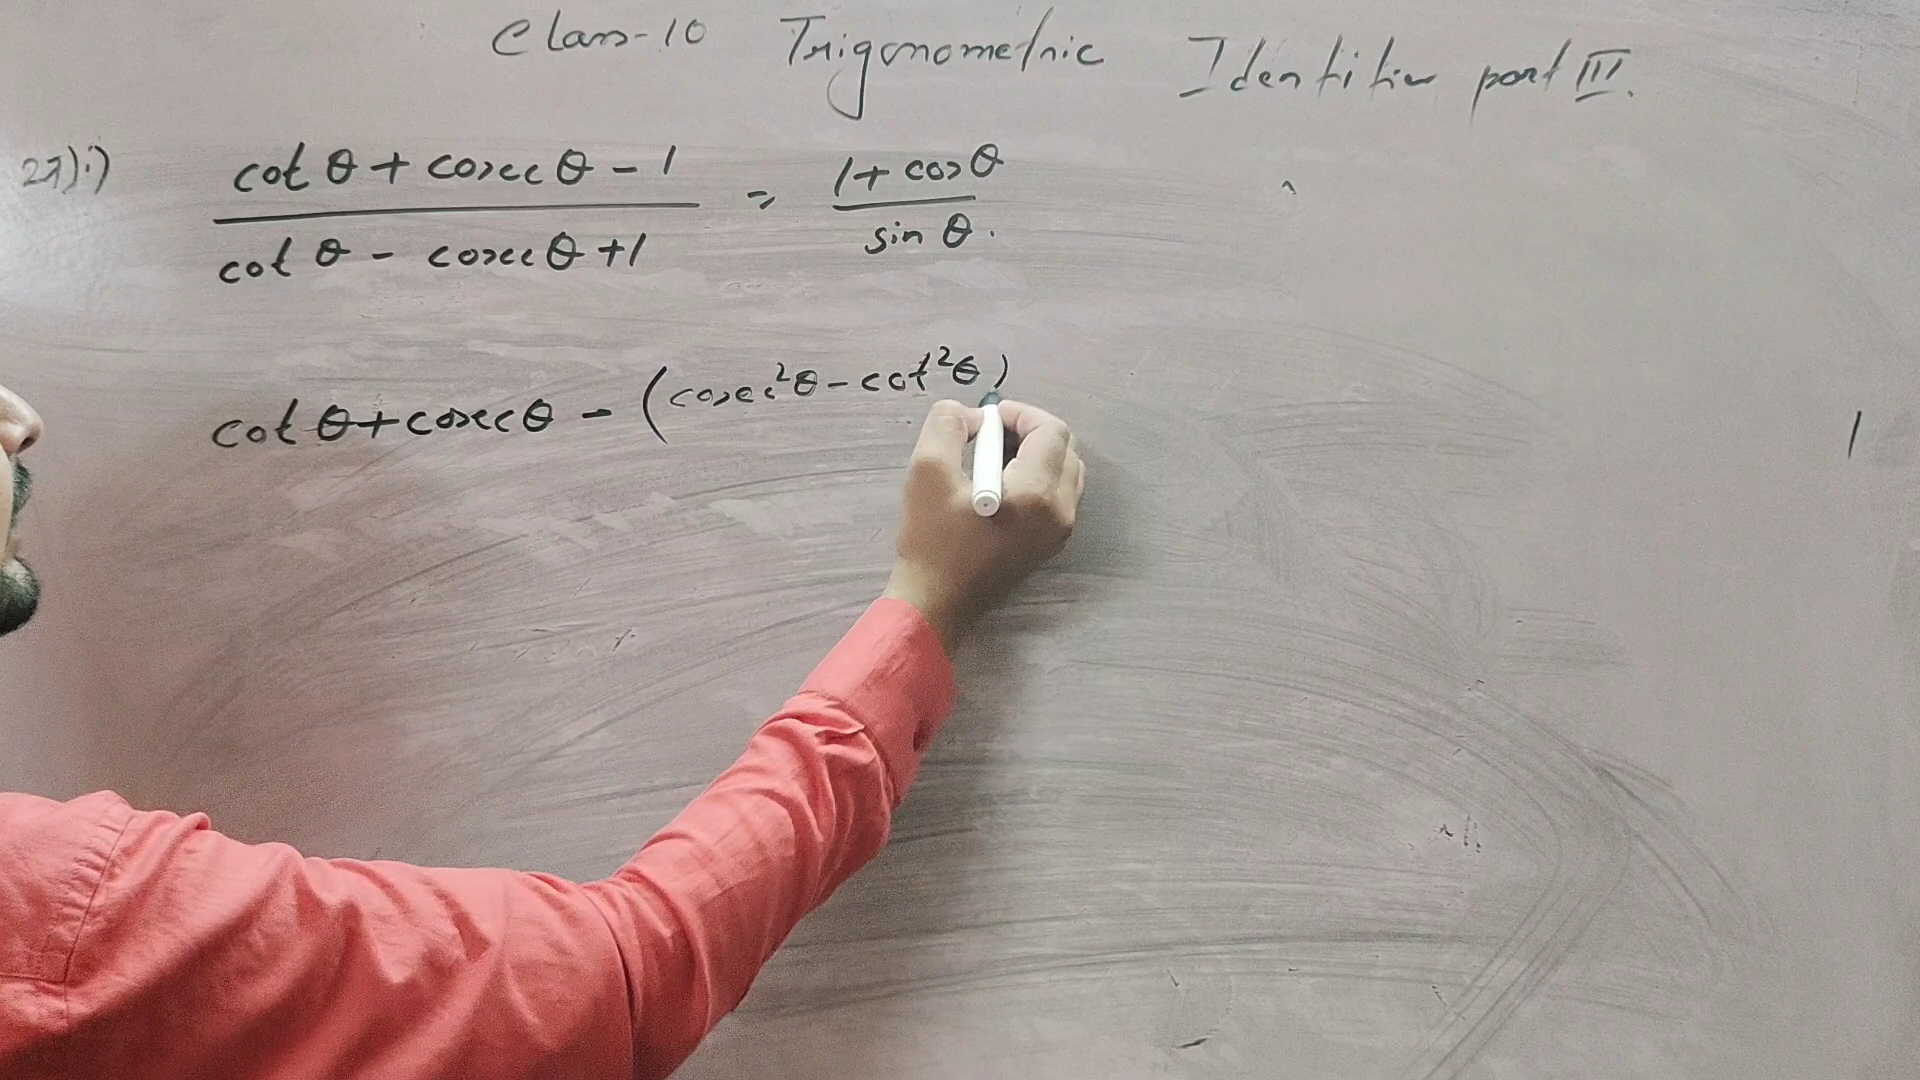 Class-10 Trigonometric Identities part III.
27)i) cot θ + cosec θ - 1 = 1 + cos θ
cot θ - cosec θ + 1 sin θ.
cot θ + cosec θ - (cosec²θ - cot²θ)